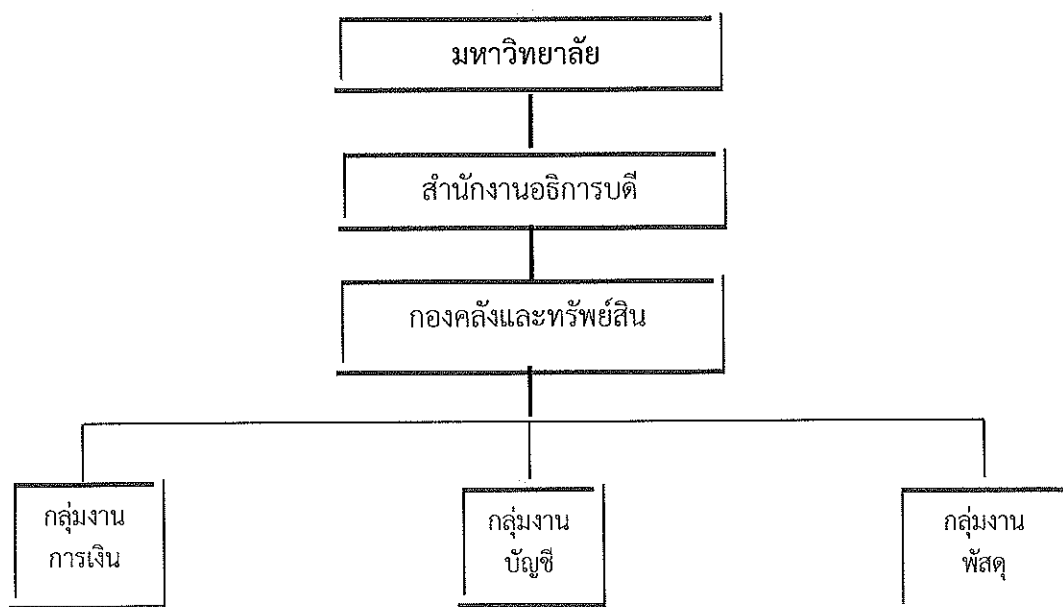 มหาวิทยาลัย
สำนักงานอธิการบดี
กองคลังและทรัพย์สิน
กลุ่มงาน
การเงิน
กลุ่มงาน
บัญชี
กลุ่มงาน
พัสดุ